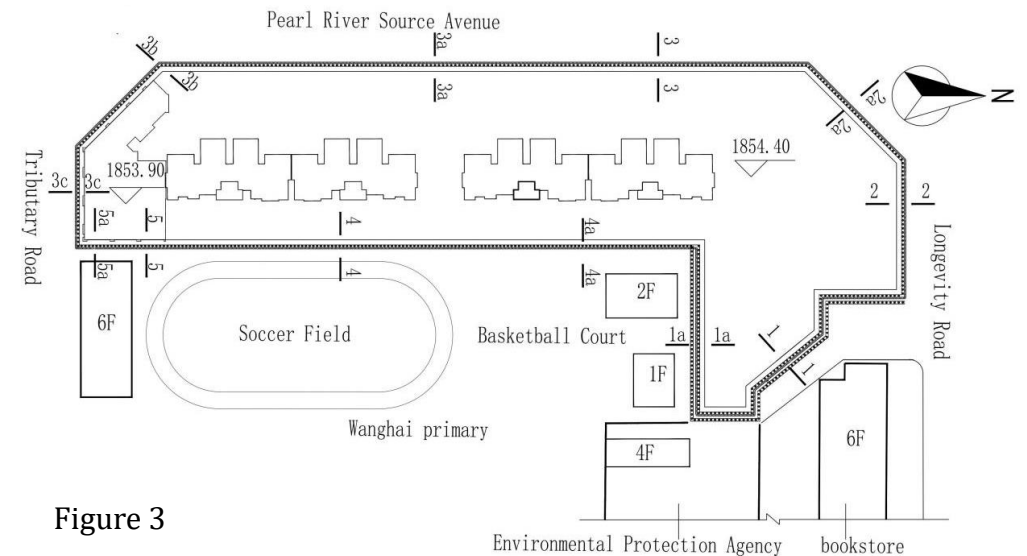 Pearl River Source Avenue
3b
3b
3a
3a
3
3
2a
2a
N
Tributary Road
3c
3c
1853.90
1854.40
2
2
Longevity Road
5a
5a
5
5
4
4
4a
4a
6F
Soccer Field
Basketball Court
2F
1a
1a
1
1
1F
Wanghai primary
4F
6F
Figure 3
Environmental Protection Agency
bookstore